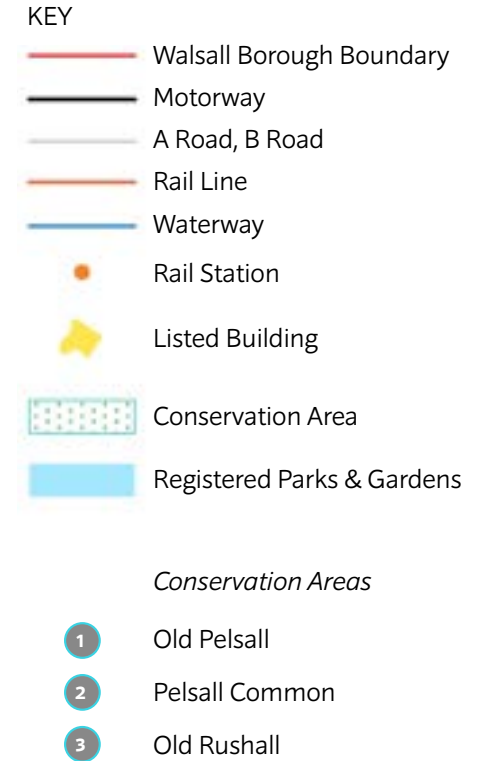 KEY
Walsall Borough Boundary
Motorway
A Road, B Road
Rail Line
Waterway
Rail Station
Listed Building
Conservation Area
Registered Parks & Gardens
Conservation Areas
1 Old Pelsall
2 Pelsall Common
3 Old Rushall